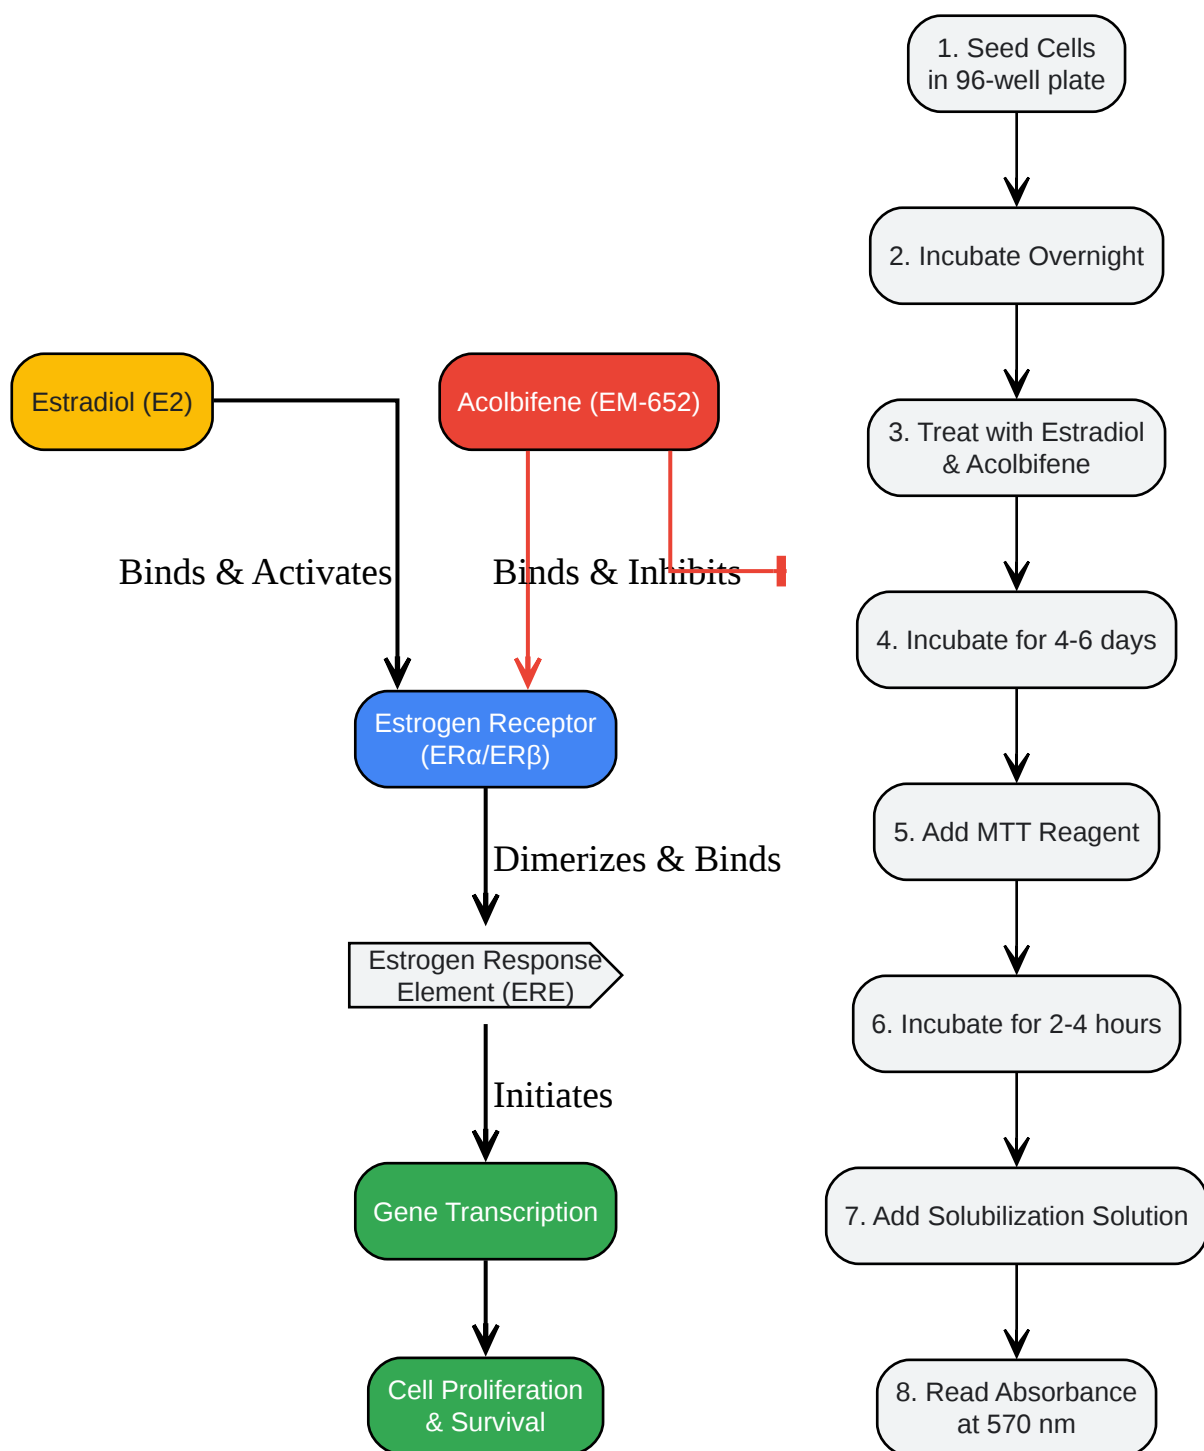 Estradiol (E2)
Acolbifene (EM-652)
Binds & Activates
Binds & Inhibits
Estrogen Receptor
(ERα/ERβ)
Dimerizes & Binds
Estrogen Response
Element (ERE)
Initiates
Gene Transcription
Cell Proliferation
& Survival
1. Seed Cells
in 96-well plate
2. Incubate Overnight
3. Treat with Estradiol
& Acolbifene
4. Incubate for 4-6 days
5. Add MTT Reagent
6. Incubate for 2-4 hours
7. Add Solubilization Solution
8. Read Absorbance
at 570 nm